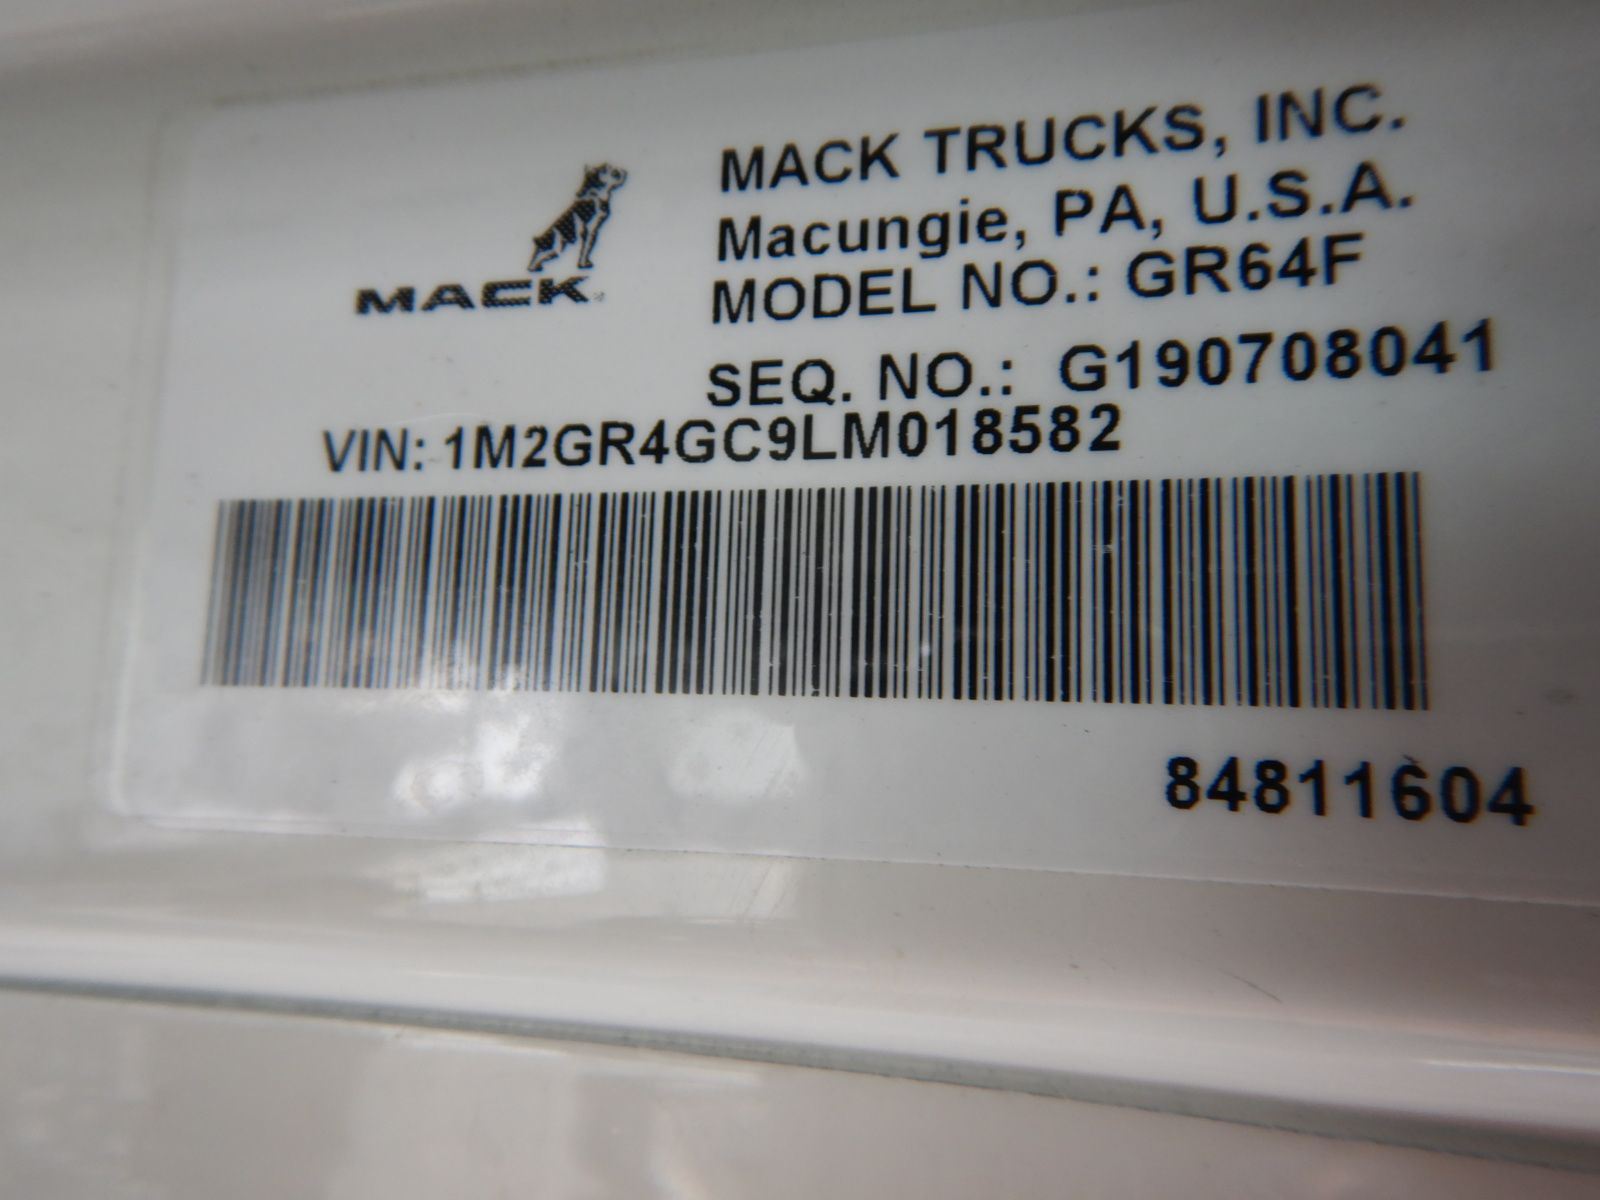 MACK TRUCKS, INC.
Macungie, PA, U.S.A.
MACK
MODEL NO.: GR64F
SEQ. NO.: G190708041
VIN: 1M2GR4GC9LM018582
84811604